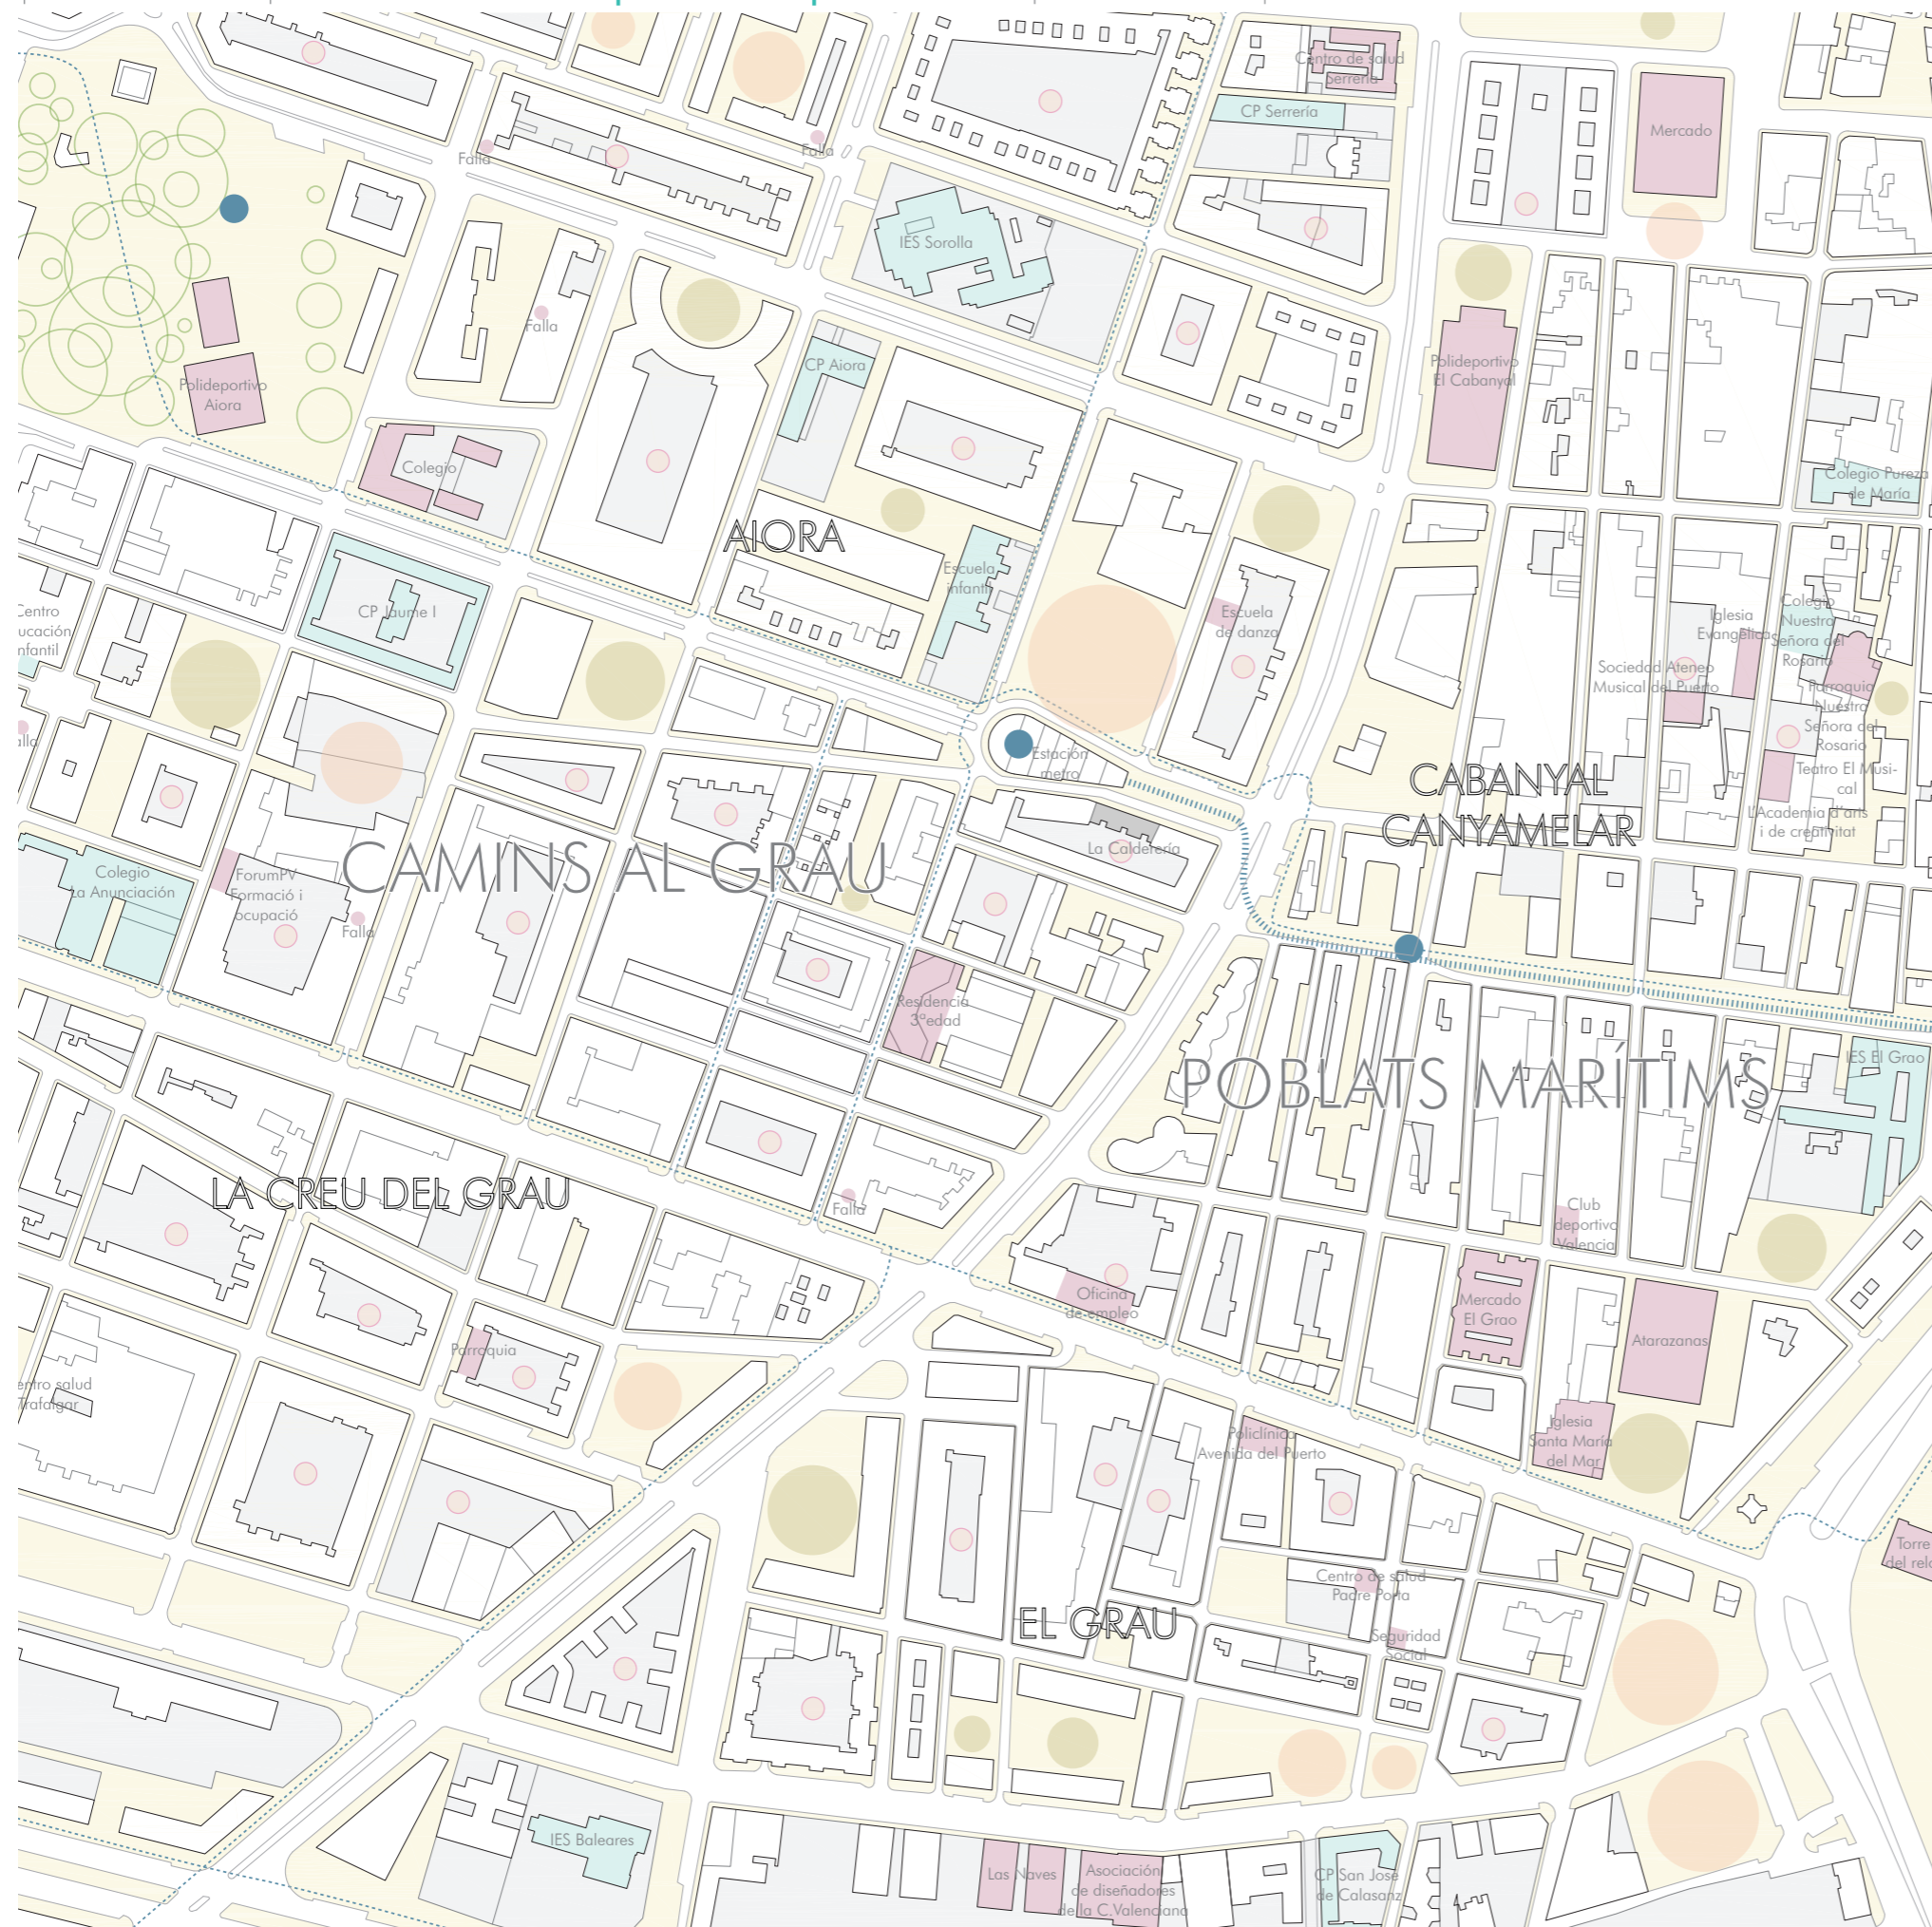 Centro de salud
Serrería
CP Serrería
Mercado
Falla
Falla
IES Sorolla
Falla
CP Aiora
Polideportivo
El Cabanyal
Polideportivo
Aiora
Colegio
Colegio Pureza
de María
AIORA
Escuela
infantil
CP Jaume I
Centro
ucación
nfantil
Escuela
de danza
Iglesia
Evangélica
Colegio
Nuestra
Señora del
Rosario
Sociedad Ateneo
Musical del Puerto
Parroquia
Nuestra
Señora del
Rosario
alla
Estación
metro
Teatro El Musi-
cal
CABANYAL
CANYAMELAR
L'Academia d'arts
i de creativitat
La Calderería
CAMINS AL GRAU
Colegio
La Anunciación
ForumPV
Formació i
ocupació
Falla
Residencia
3ªedad
IES El Grao
POBLATS MARÍTIMS
LA CREU DEL GRAU
Falla
Club
deportivo
Valencia
Oficina
de empleo
Mercado
El Grao
Atarazanas
Parroquia
entro salud
Trafalgar
Iglesia
Santa María
del Mar
Policlínica
Avenida del Puerto
Torre
del relo
Centro de salud
Padre Porta
EL GRAU
Seguridad
Social
IES Baleares
Las Naves
Asociación
de diseñadores
de la C.Valenciana
CP San José
de Calasanz